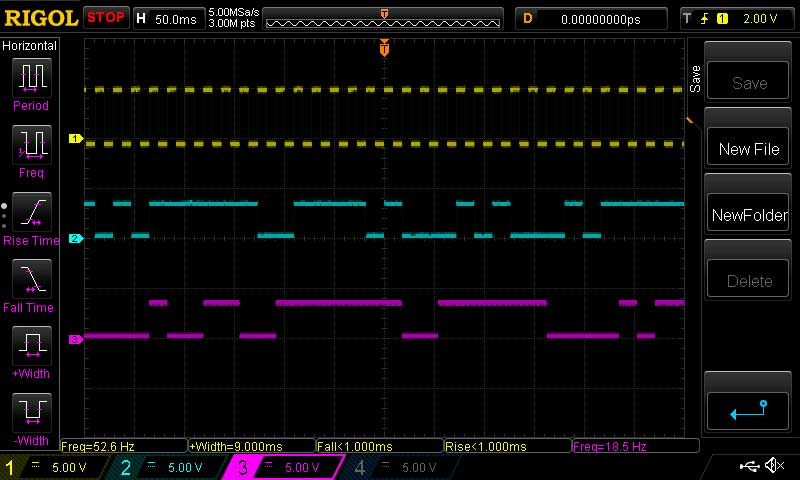 RIGOL STOP H 50.0ms 5.00MSa/s 3.00M pts T D 0.00000000ps T 1 2.00 V
Horizontal
T
Save
Period
Freq
Rise Time
Fall Time
+Width
-Width
1
2
3
Save
New File
NewFolder
Delete
Freq=52.6 Hz +Width=9.000ms Fall<1.000ms Rise<1.000ms Freq=18.5 Hz
1 5.00 V 2 5.00 V 3 5.00 V 4 5.00 V